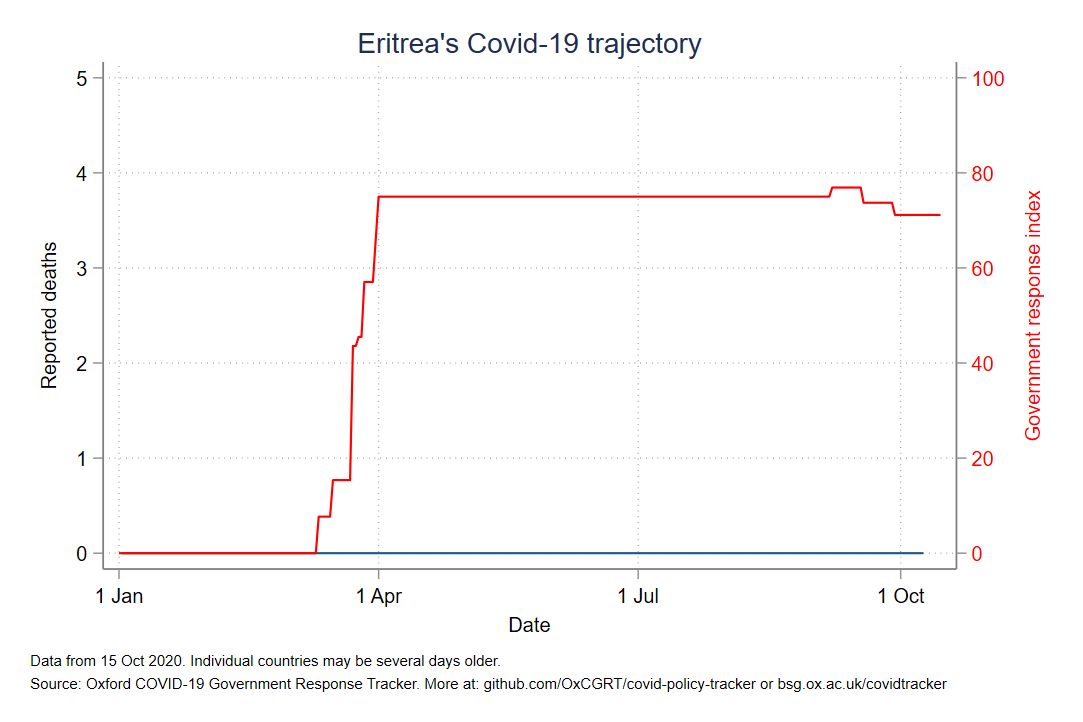 Eritrea's Covid-19 trajectory
5
4
3
2
1
0
Reported deaths
100
80
60
40
20
0
Government response index
1 Jan
1 Apr
1 Jul
1 Oct
Date
Data from 15 Oct 2020. Individual countries may be several days older.
Source: Oxford COVID-19 Government Response Tracker. More at: github.com/OxCGRT/covid-policy-tracker or bsg.ox.ac.uk/covidtracker